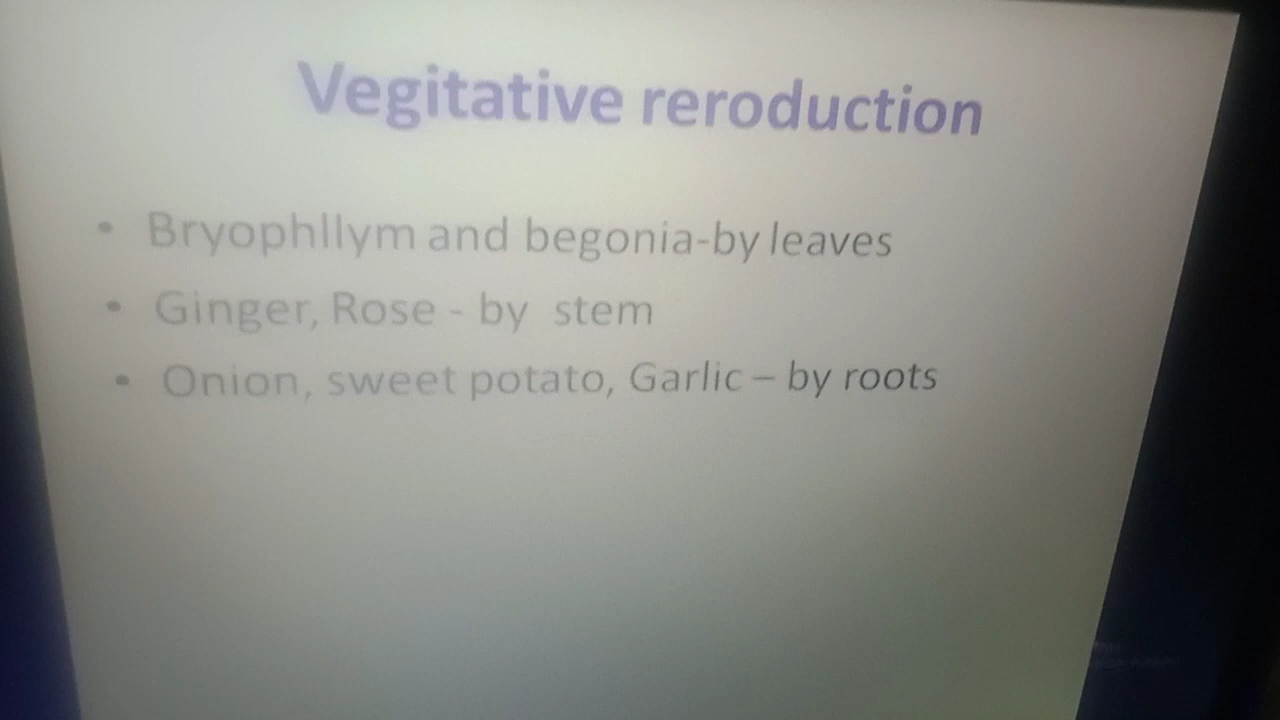 Vegitative reroduction
• Bryophllym and begonia-by leaves
• Ginger, Rose - by stem
• Onion, sweet potato, Garlic – by roots